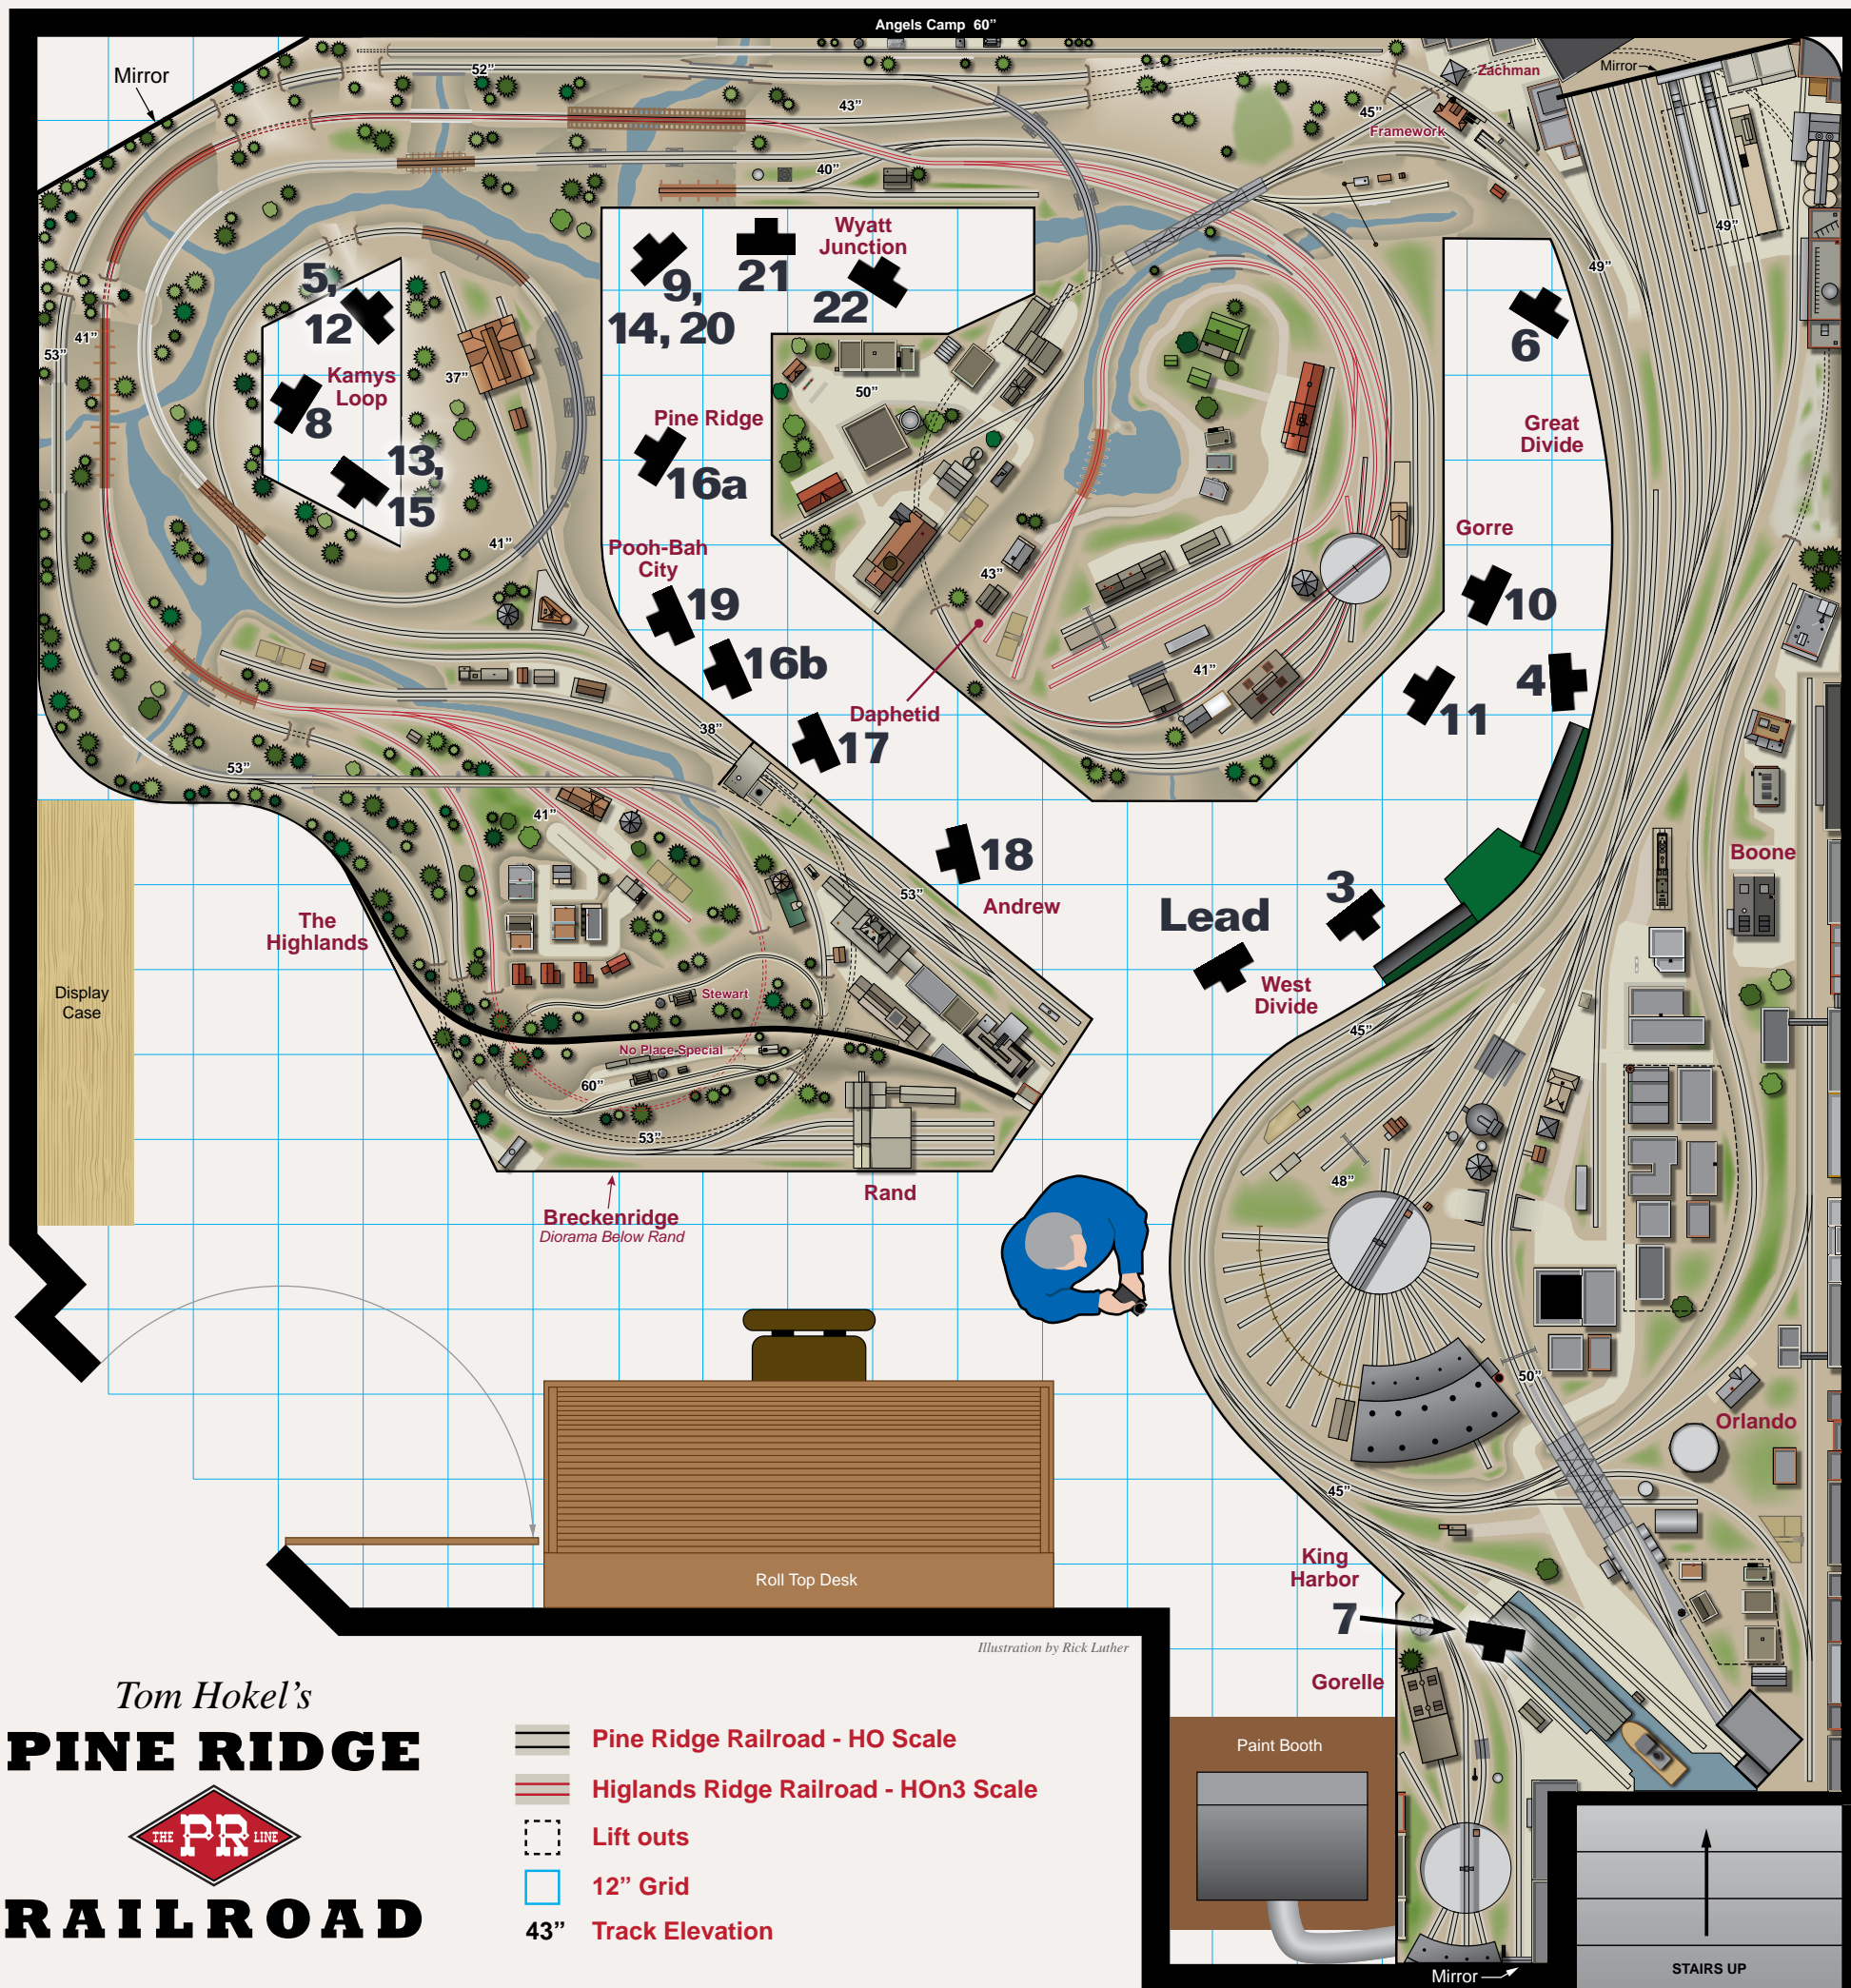 Angels Camp 60”
Mirror
52”
43”
45”
Zachman
Mirror
Framework
40”
49”
49”
Wyatt
Junction
5,
12
9,
14, 20
21
22
6
41”
53”
Kamys
Loop
37”
8
50”
Pine Ridge
16a
Great
Divide
13,
15
41”
Pooh-Bah
City
19
43”
Gorre
10
16b
41”
4
11
Daphetid
38”
17
53”
41”
18
53”
Andrew
Boone
3
Lead
The
Highlands
West
Divide
Display
Case
Stewart
45”
No Place-Special
60”
53”
48”
Rand
Breckenridge
Diorama Below Rand
50”
Orlando
45”
King
Harbor
7
Roll Top Desk
Illustration by Rick Luther
Gorelle
Tom Hokel’s
PINE RIDGE
THE PR LINE
RAILROAD
Pine Ridge Railroad - HO Scale
Higlands Ridge Railroad - HOn3 Scale
Lift outs
12” Grid
43” Track Elevation
Paint Booth
Mirror
STAIRS UP